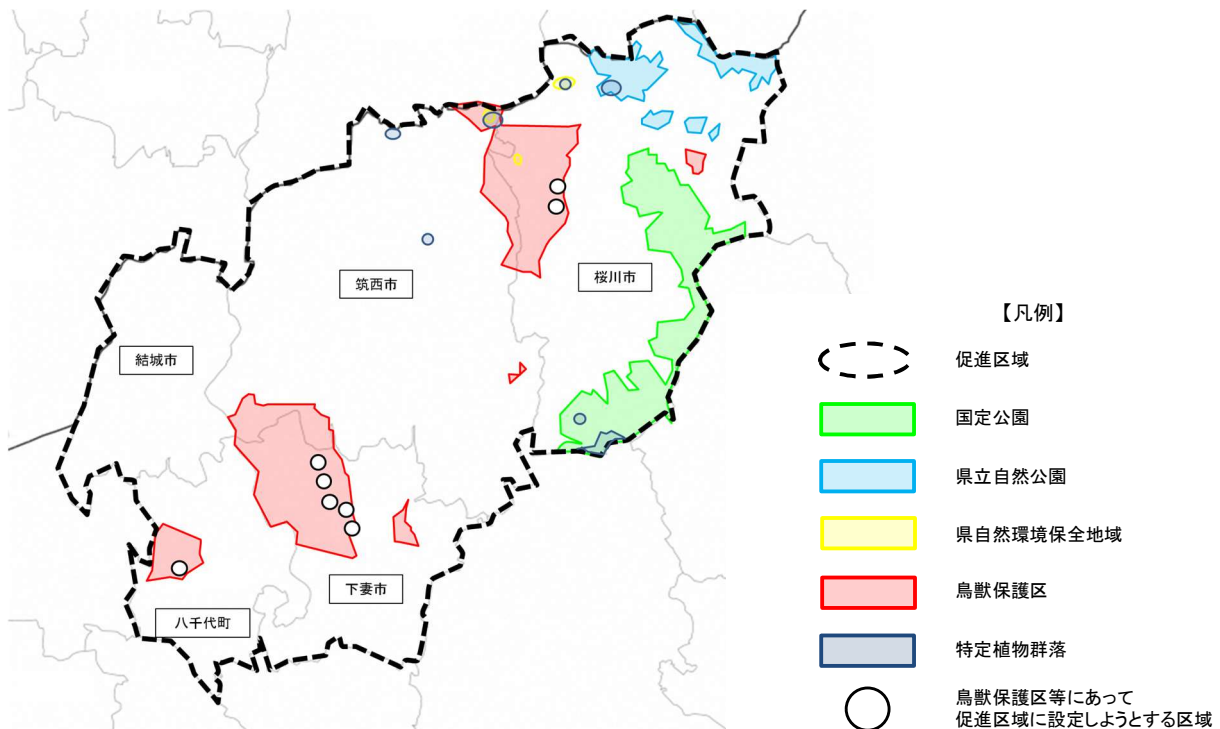 筑西市
桜川市
結城市
下妻市
八千代町
【凡例】
促進区域
国定公園
県立自然公園
県自然環境保全地域
鳥獣保護区
特定植物群落
鳥獣保護区等にあって
促進区域に設定しようとする区域